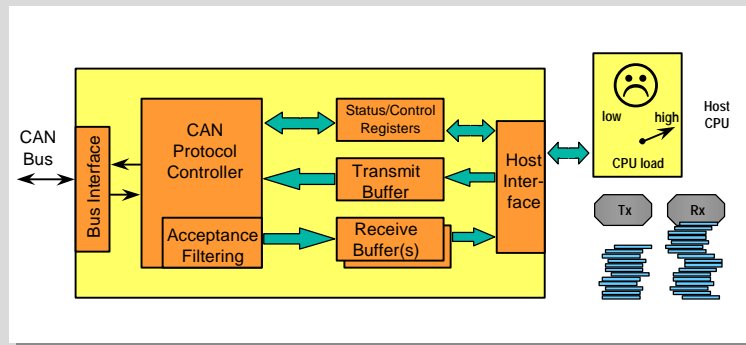 CAN
Bus
Bus Interface
CAN
Protocol
Controller
Acceptance
Filtering
Status/Control
Registers
Transmit
Buffer
Receive
Buffer(s)
Host
Inter-
face
low
high
CPU load
Host
CPU
Tx
Rx